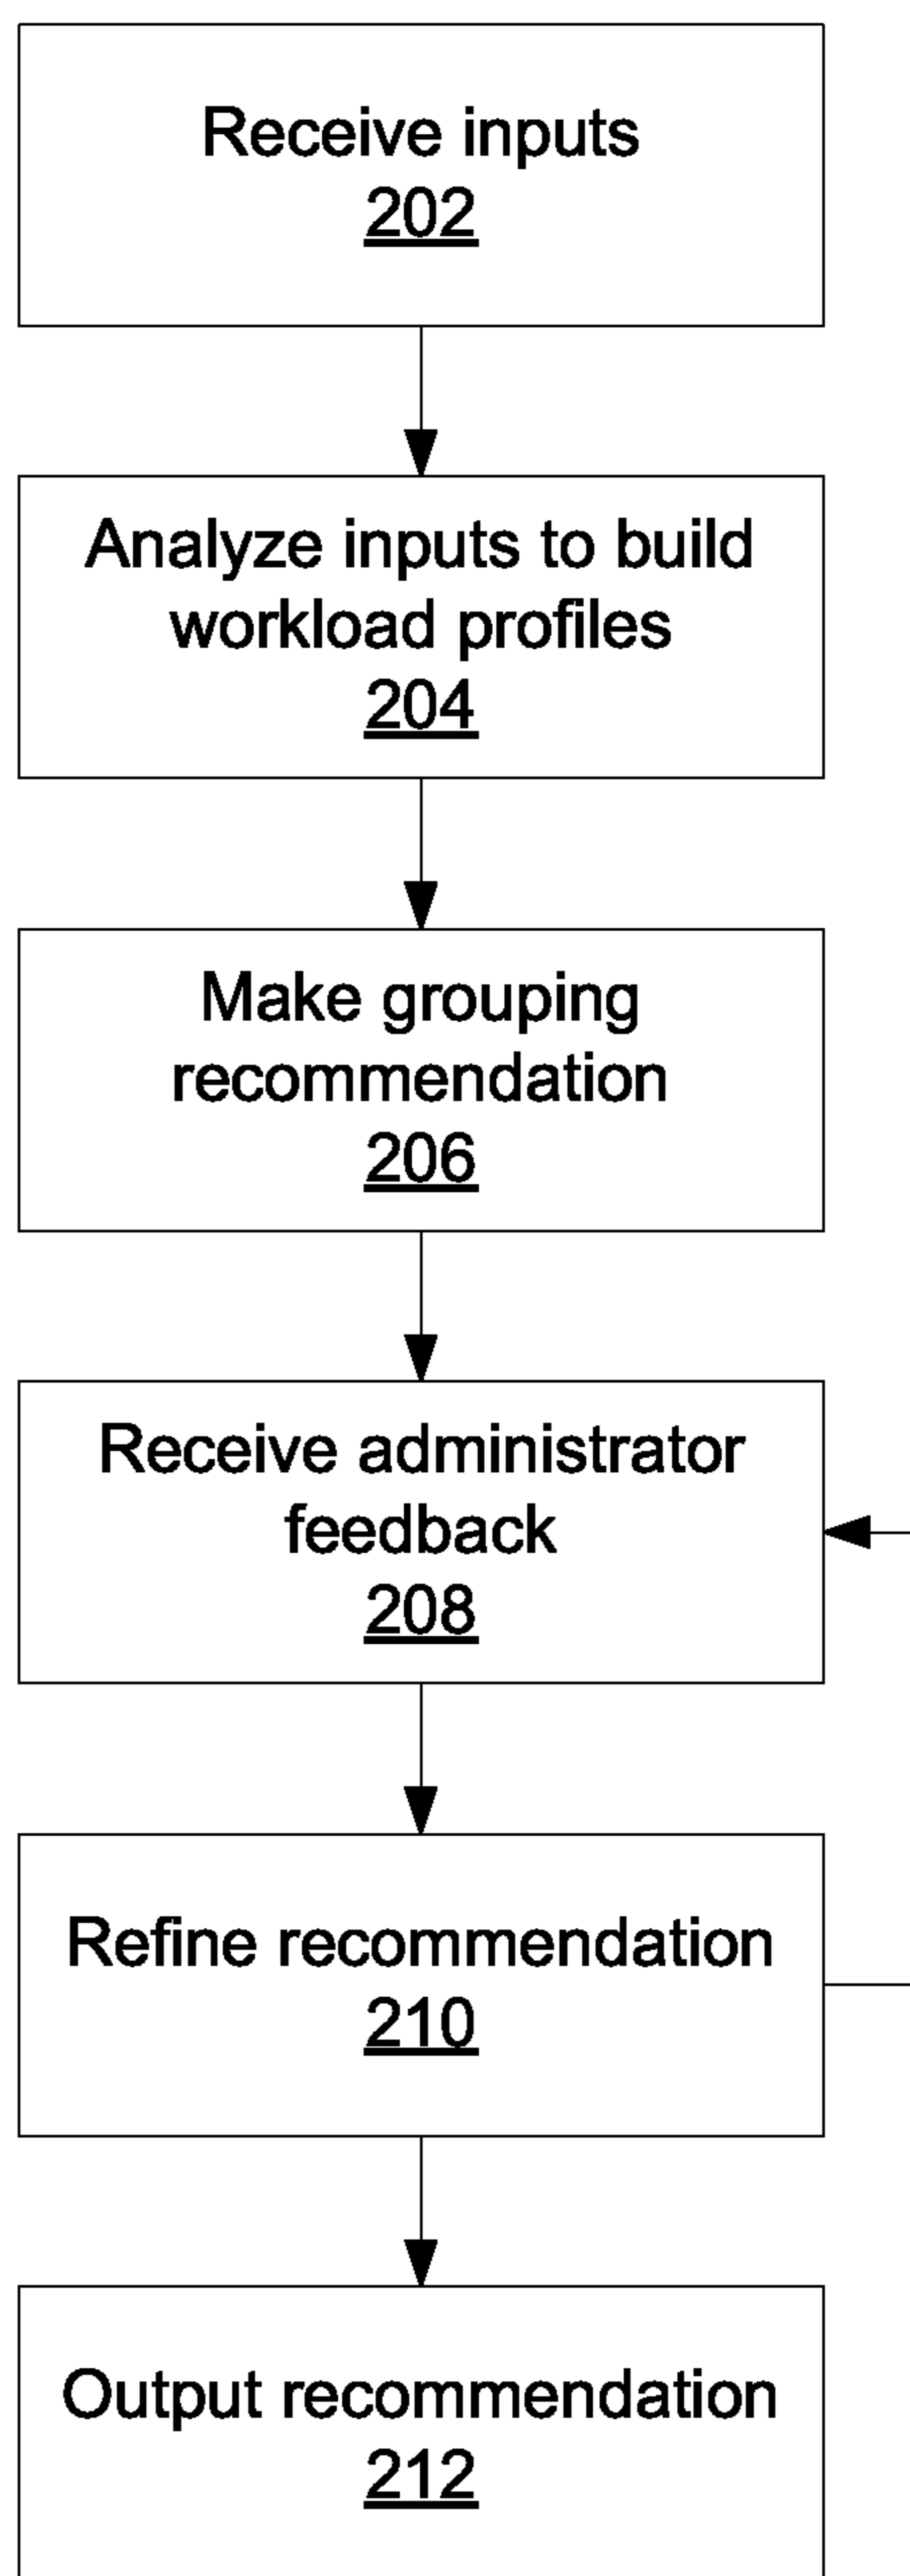 Receive inputs
202
Analyze inputs to build
workload profiles
204
Make grouping
recommendation
206
Receive administrator
feedback
208
Refine recommendation
210
Output recommendation
212